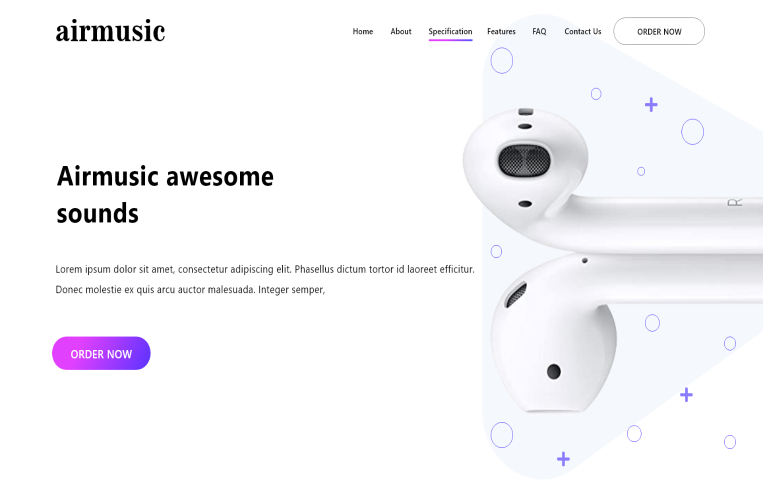 airmusic
Home About Specification Features FAQ Contact Us ORDER NOW
Airmusic awesome
sounds
R
Lorem ipsum dolor sit amet, consectetur adipiscing elit. Phasellus dictum tortor id laoreet efficitur.
Donec molestie ex quis arcu auctor malesuada. Integer semper,
ORDER NOW